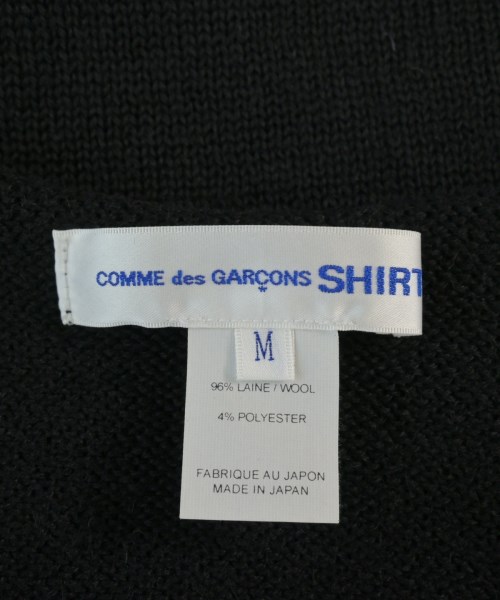 COMME des GARÇONS SHIRT
M
96% LAINE / WOOL
4% POLYESTER
FABRIQUE AU JAPON
MADE IN JAPAN